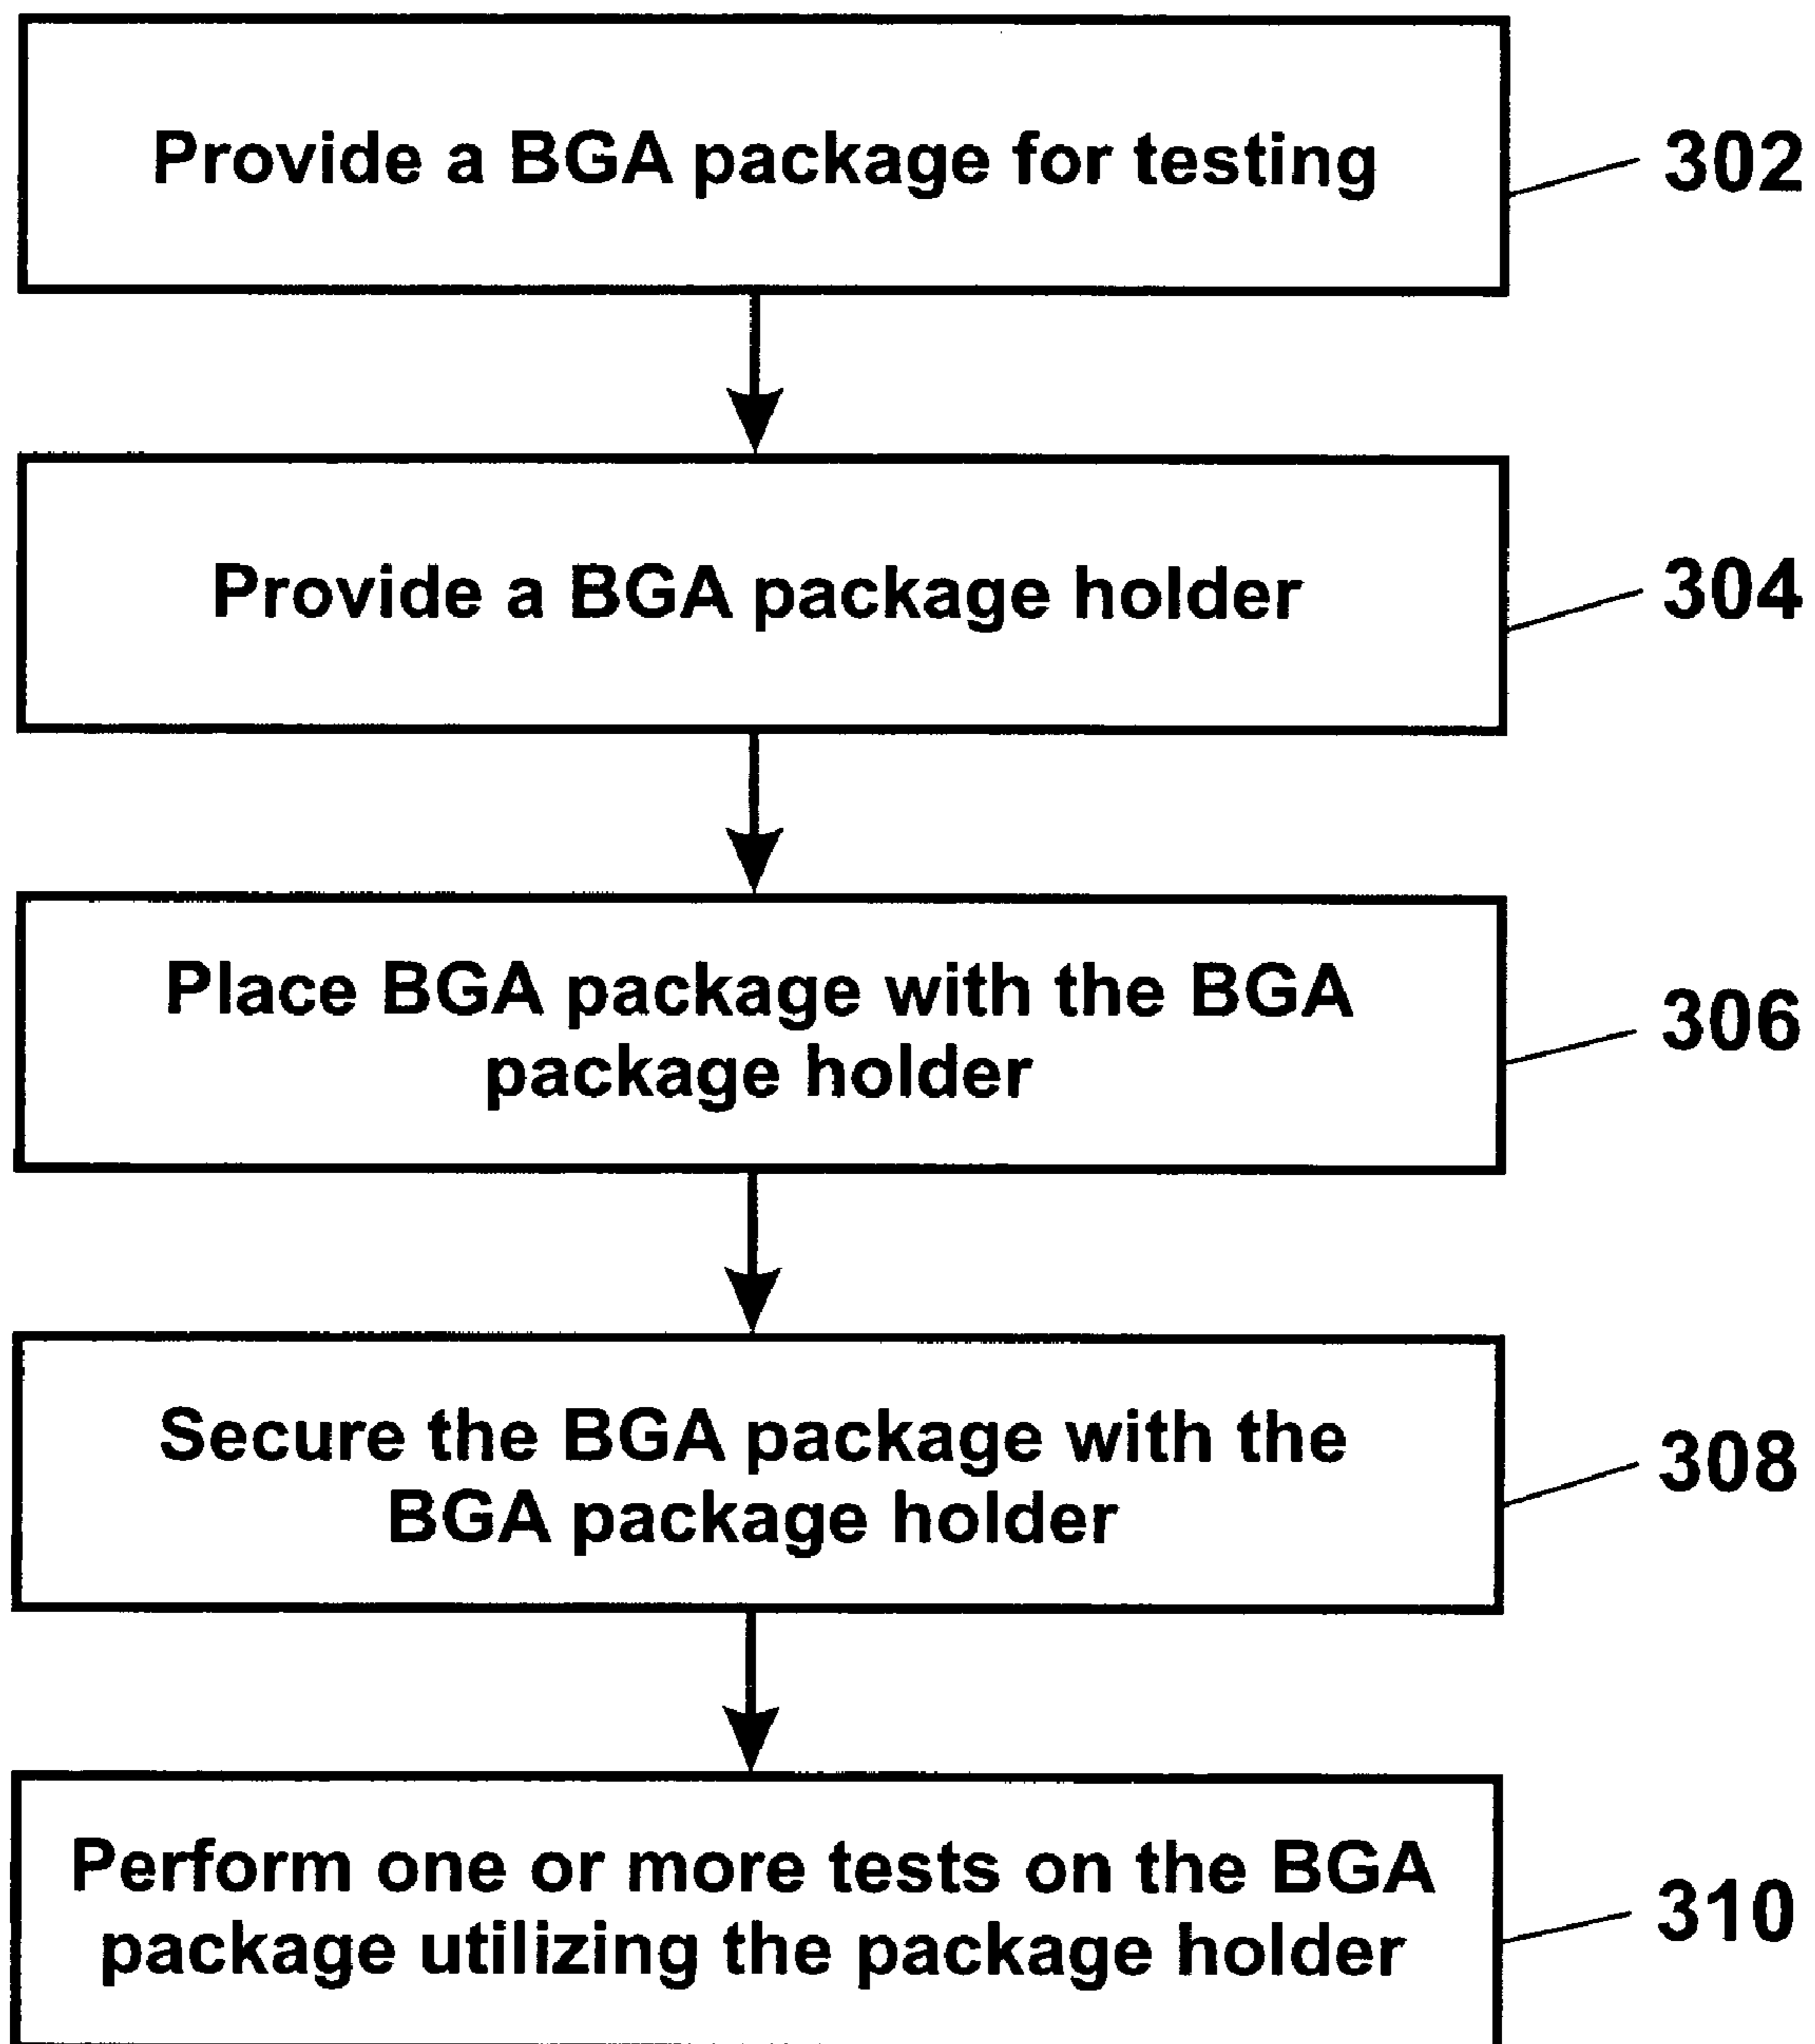 Provide a BGA package for testing
302
Provide a BGA package holder
304
Place BGA package with the BGA
package holder
306
Secure the BGA package with the
BGA package holder
308
Perform one or more tests on the BGA
package utilizing the package holder
310